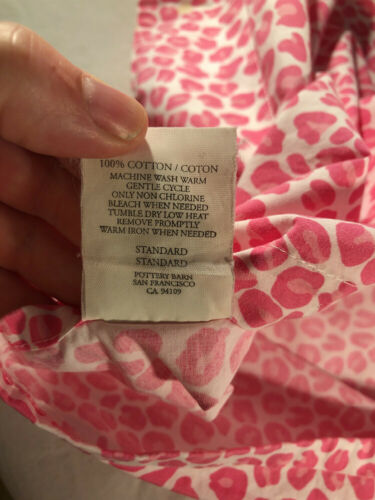 100% COTTON / COTON
MACHINE WASH WARM
GENTLE CYCLE
ONLY NON CHLORINE
BLEACH WHEN NEEDED
TUMBLE DRY LOW HEAT
REMOVE PROMPTLY
WARM IRON WHEN NEEDED
STANDARD
STANDARD
POTTERY BARN
SAN FRANCISCO
CA 94109